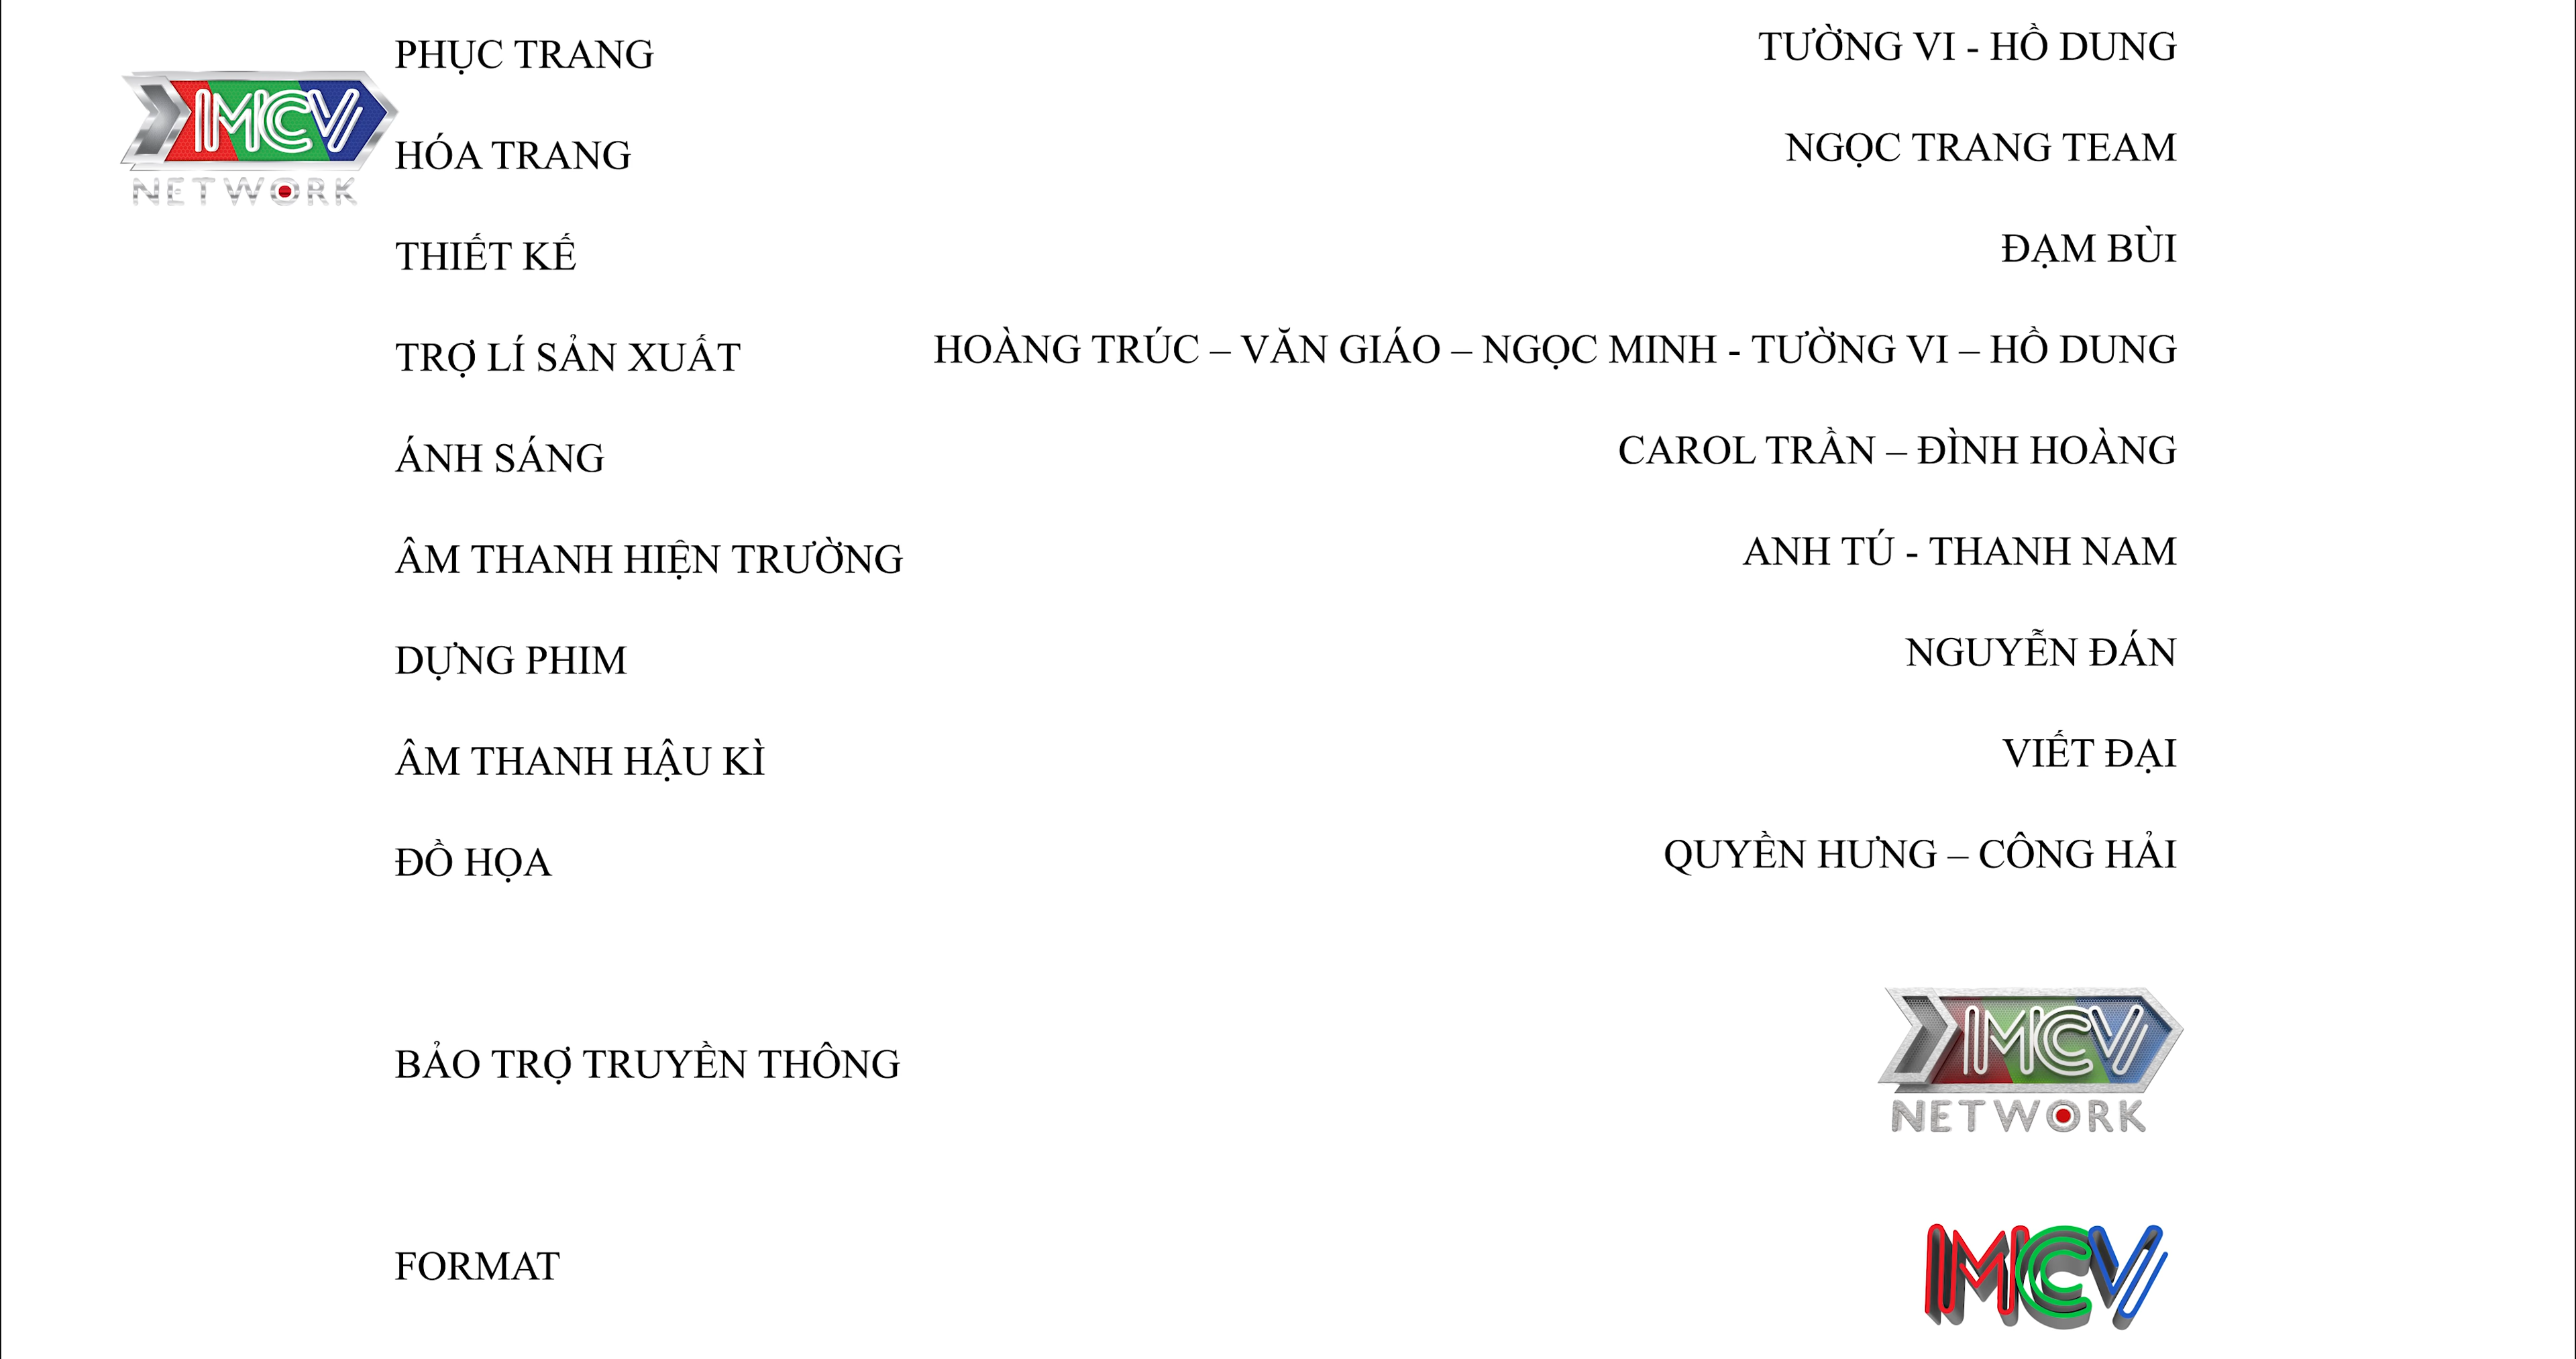 PHỤC TRANG TƯỜNG VI - HỒ DUNG
MCV
NETWORK
HÓA TRANG NGỌC TRANG TEAM
THIẾT KẾ ĐẠM BÙI
TRỢ LÍ SẢN XUẤT HOÀNG TRÚC – VĂN GIÁO – NGỌC MINH - TƯỜNG VI – HỒ DUNG
ÁNH SÁNG CAROL TRẦN – ĐÌNH HOÀNG
ÂM THANH HIỆN TRƯỜNG ANH TÚ - THANH NAM
DỰNG PHIM NGUYỄN ĐÁN
ÂM THANH HẬU KÌ VIẾT ĐẠI
ĐỒ HỌA QUYỀN HƯNG – CÔNG HẢI
BẢO TRỢ TRUYỀN THÔNG MCV
NETWORK
FORMAT MCV